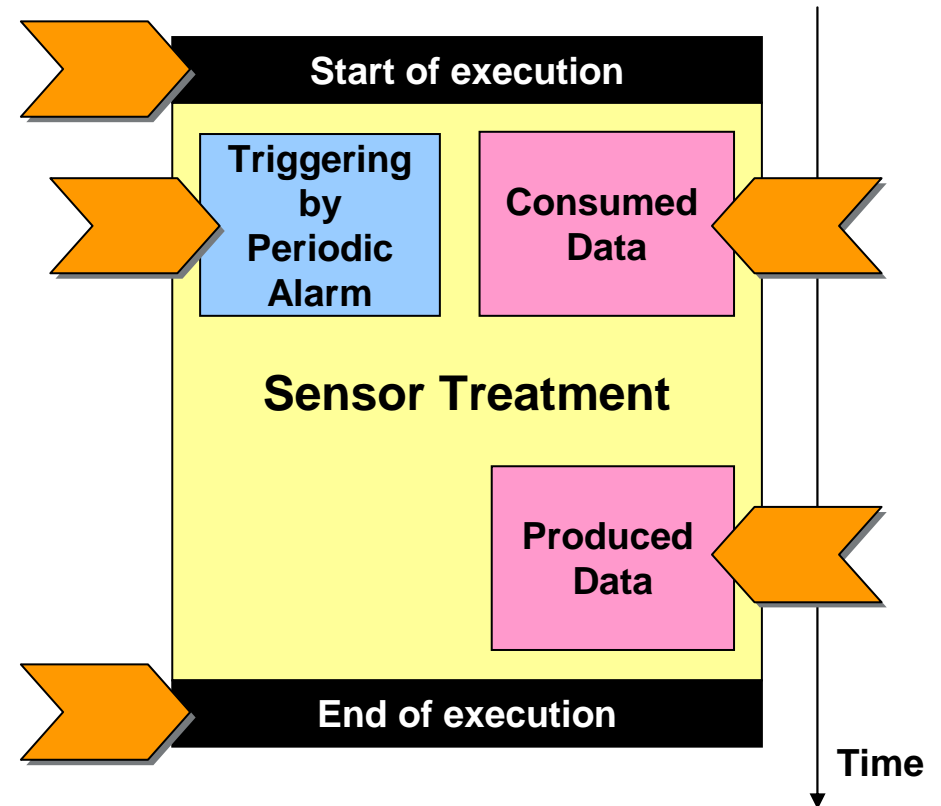 Start of execution
Triggering
by
Periodic
Alarm
Consumed
Data
Sensor Treatment
Produced
Data
End of execution
Time